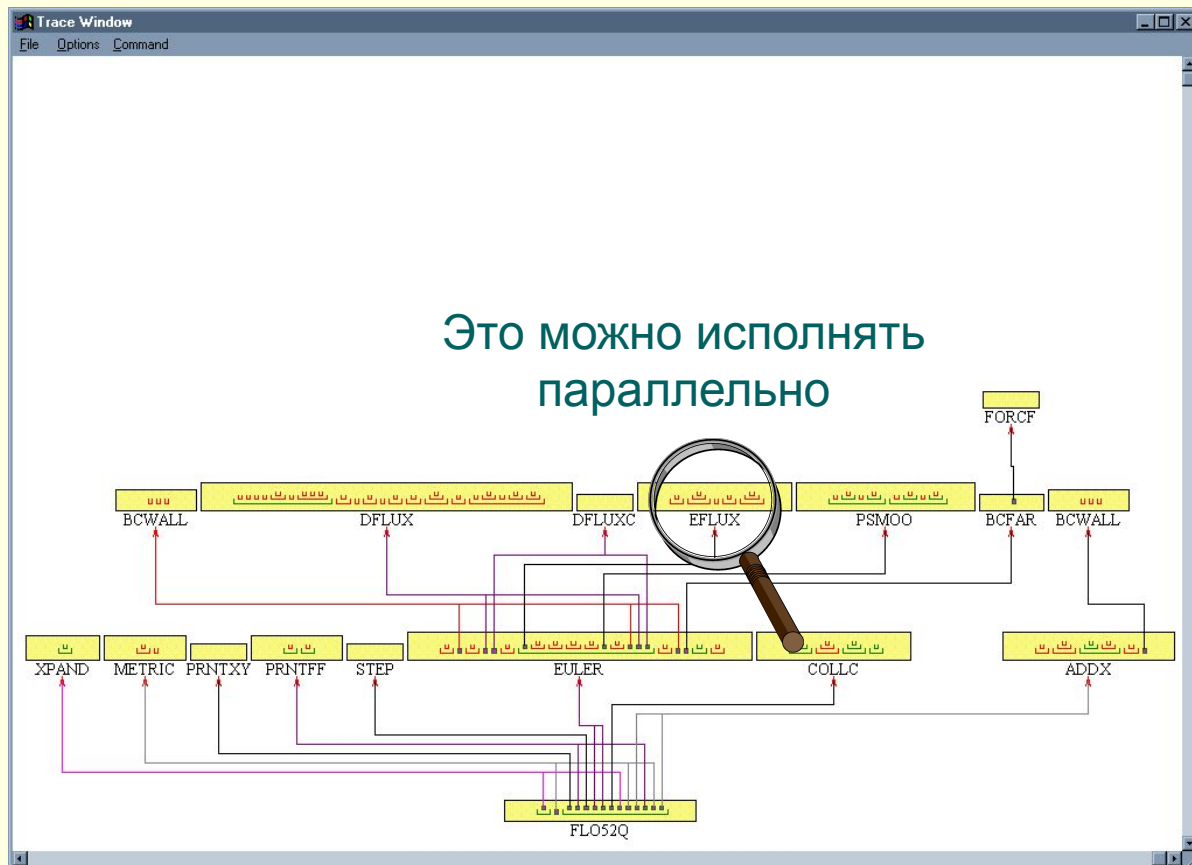 Trace Window
File Options Command
Это можно исполнять
параллельно
FORCF
BCWALL DFLUX DFLUXC EFLUX PSMOO BCFAR BCWALL
XPAND METRIC PRNTXY PRNTFF STEP EULER COLLC ADDX
FLO52Q